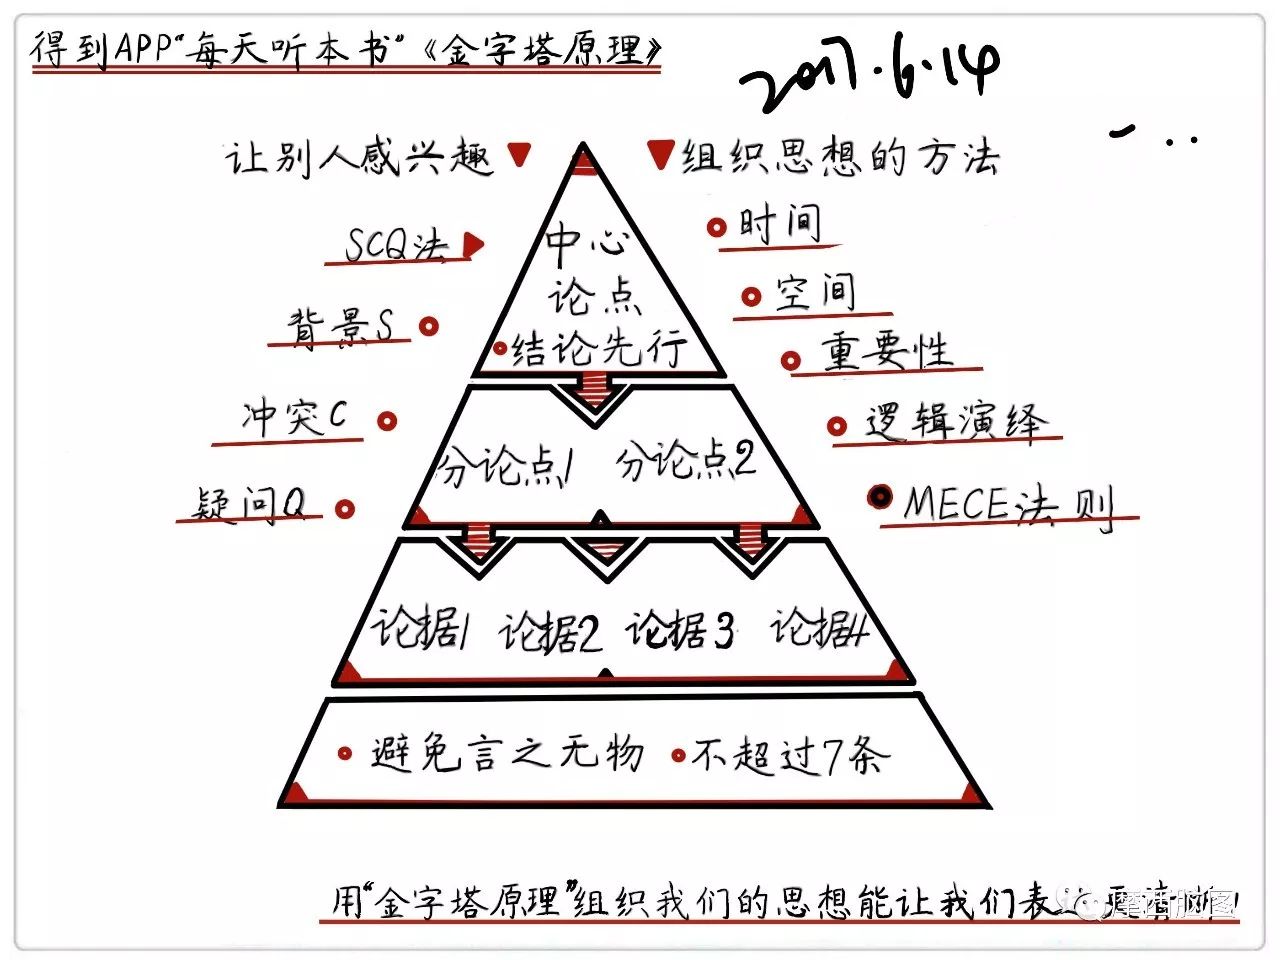 得到APP"每天听本书"《金字塔原理》
2017.6.14
让别人感兴趣
组织思想的方法
SCQ法
背景S
冲突C
疑问Q
中心
论点
结论先行
时间
空间
重要性
逻辑演绎
MECE法则
分论点1 分论点2
论据1 论据2 论据3 论据4
避免言之无物 不超过7条
用"金字塔原理"组织我们的思想能让我们表
摩西脑图